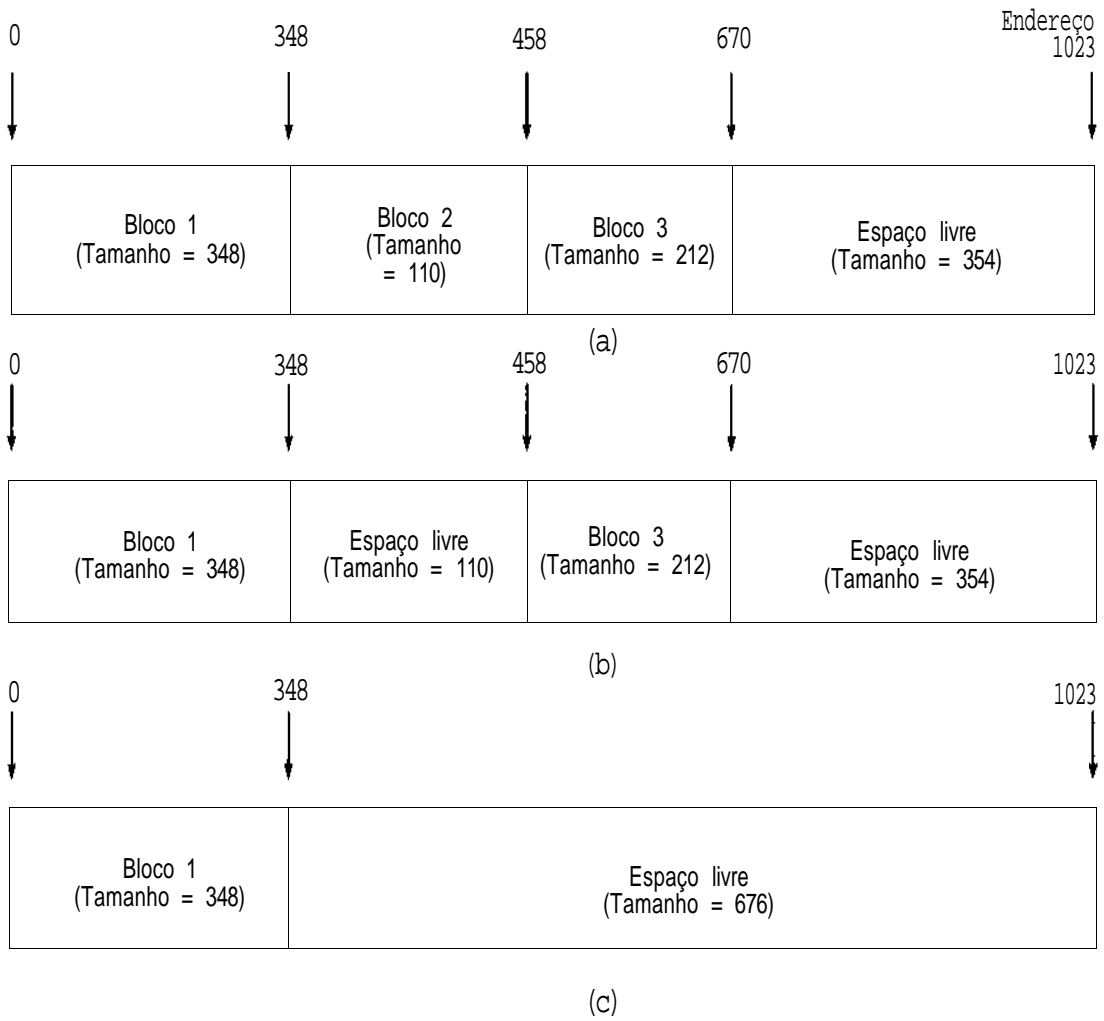 Endereço
0 348 458 670 1023
Bloco 1
(Tamanho = 348)
Bloco 2
(Tamanho
= 110)
Bloco 3
(Tamanho = 212)
Espaço livre
(Tamanho = 354)
(a)
0 348 458 670 1023
Bloco 1
(Tamanho = 348)
Espaço livre
(Tamanho = 110)
Bloco 3
(Tamanho = 212)
Espaço livre
(Tamanho = 354)
(b)
0 348 1023
Bloco 1
(Tamanho = 348)
Espaço livre
(Tamanho = 676)
(c)